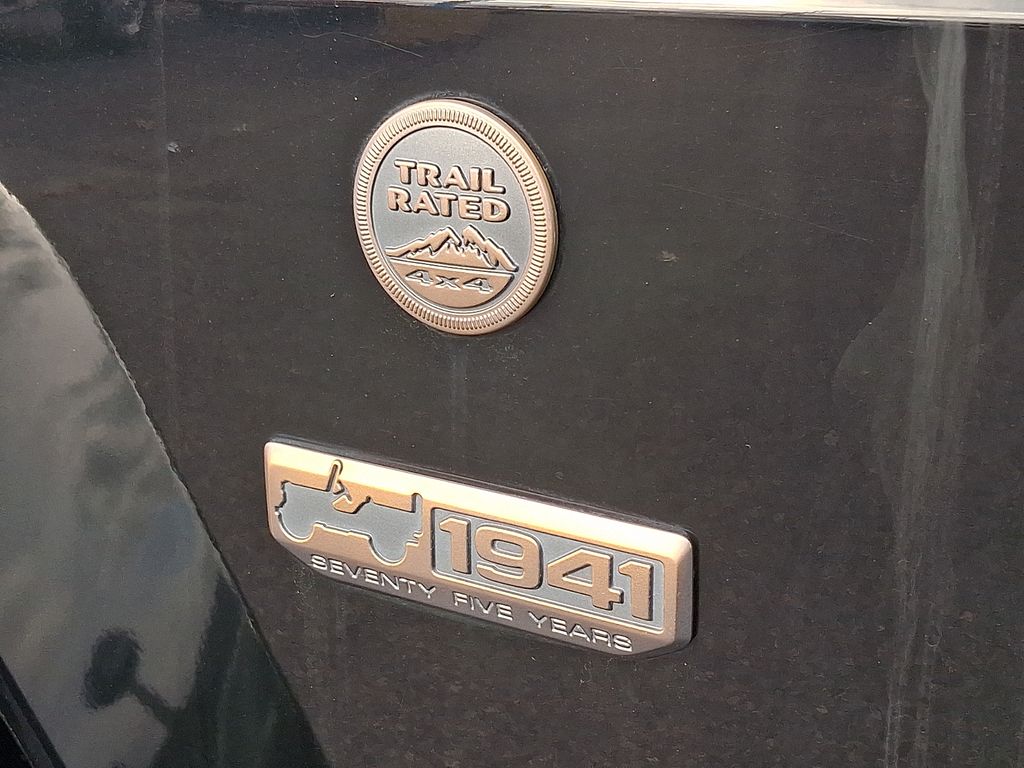 TRAIL
RATED
4x4
1941
SEVENTY FIVE YEARS